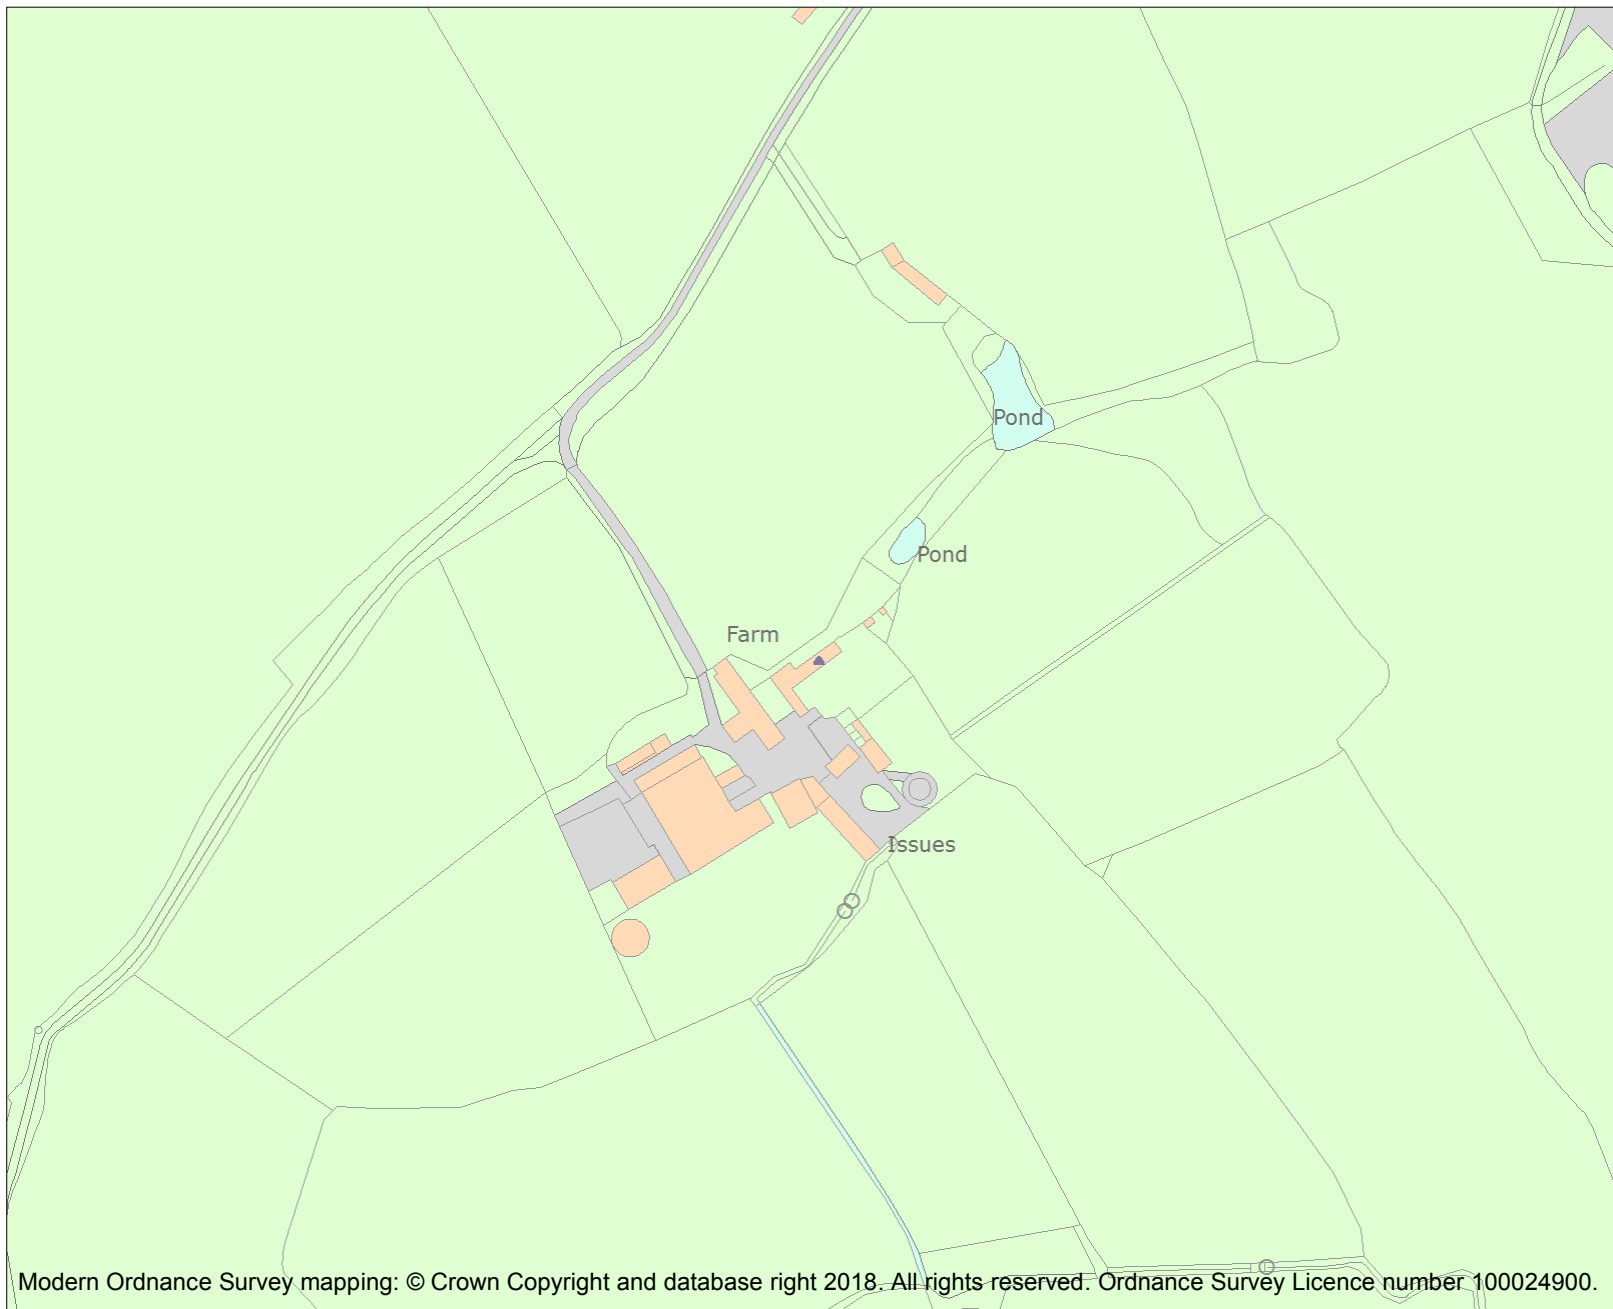 Pond
Pond
Farm
Issues
Modern Ordnance Survey mapping: © Crown Copyright and database right 2018. All rights reserved. Ordnance Survey Licence number 100024900.